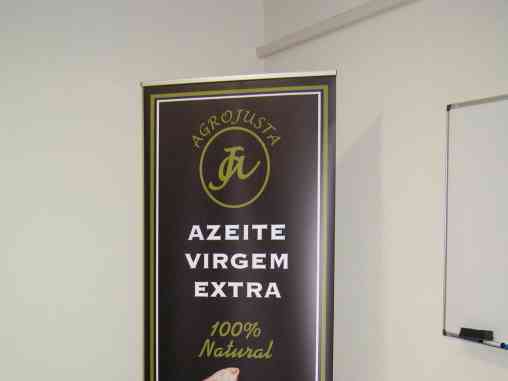 AGROJUSTA
JA
AZEITE
VIRGEM
EXTRA
100%
Natural